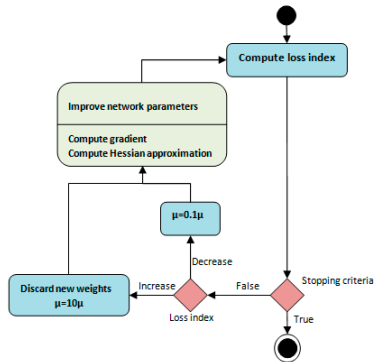 Compute loss index
Improve network parameters
Compute gradient
Compute Hessian approximation
μ=0.1μ
Decrease
Stopping criteria
Discard new weights
μ=10μ
Increase
False
Loss index
True